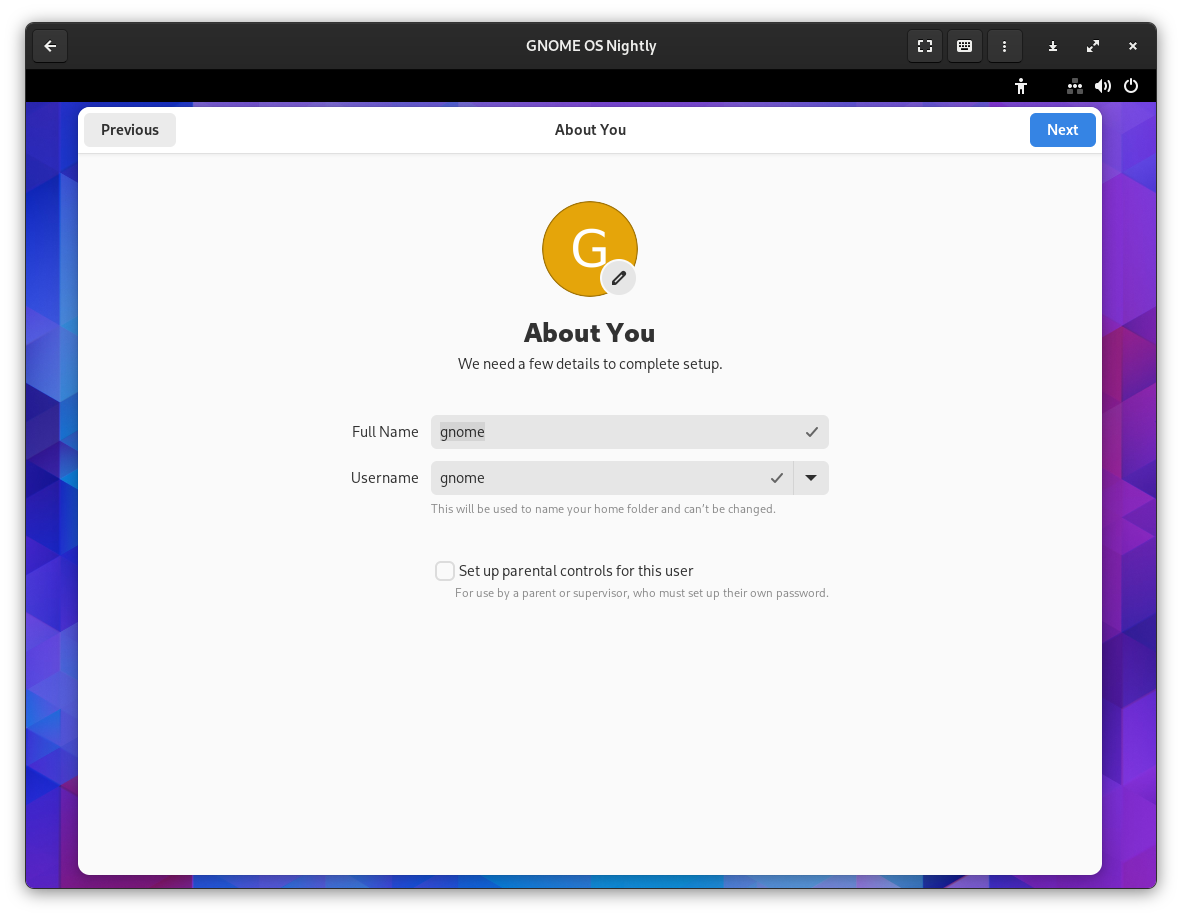 GNOME OS Nightly
Previous
About You
Next
G
About You
We need a few details to complete setup.
Full Name gnome
Username gnome
This will be used to name your home folder and can’t be changed.
Set up parental controls for this user
For use by a parent or supervisor, who must set up their own password.